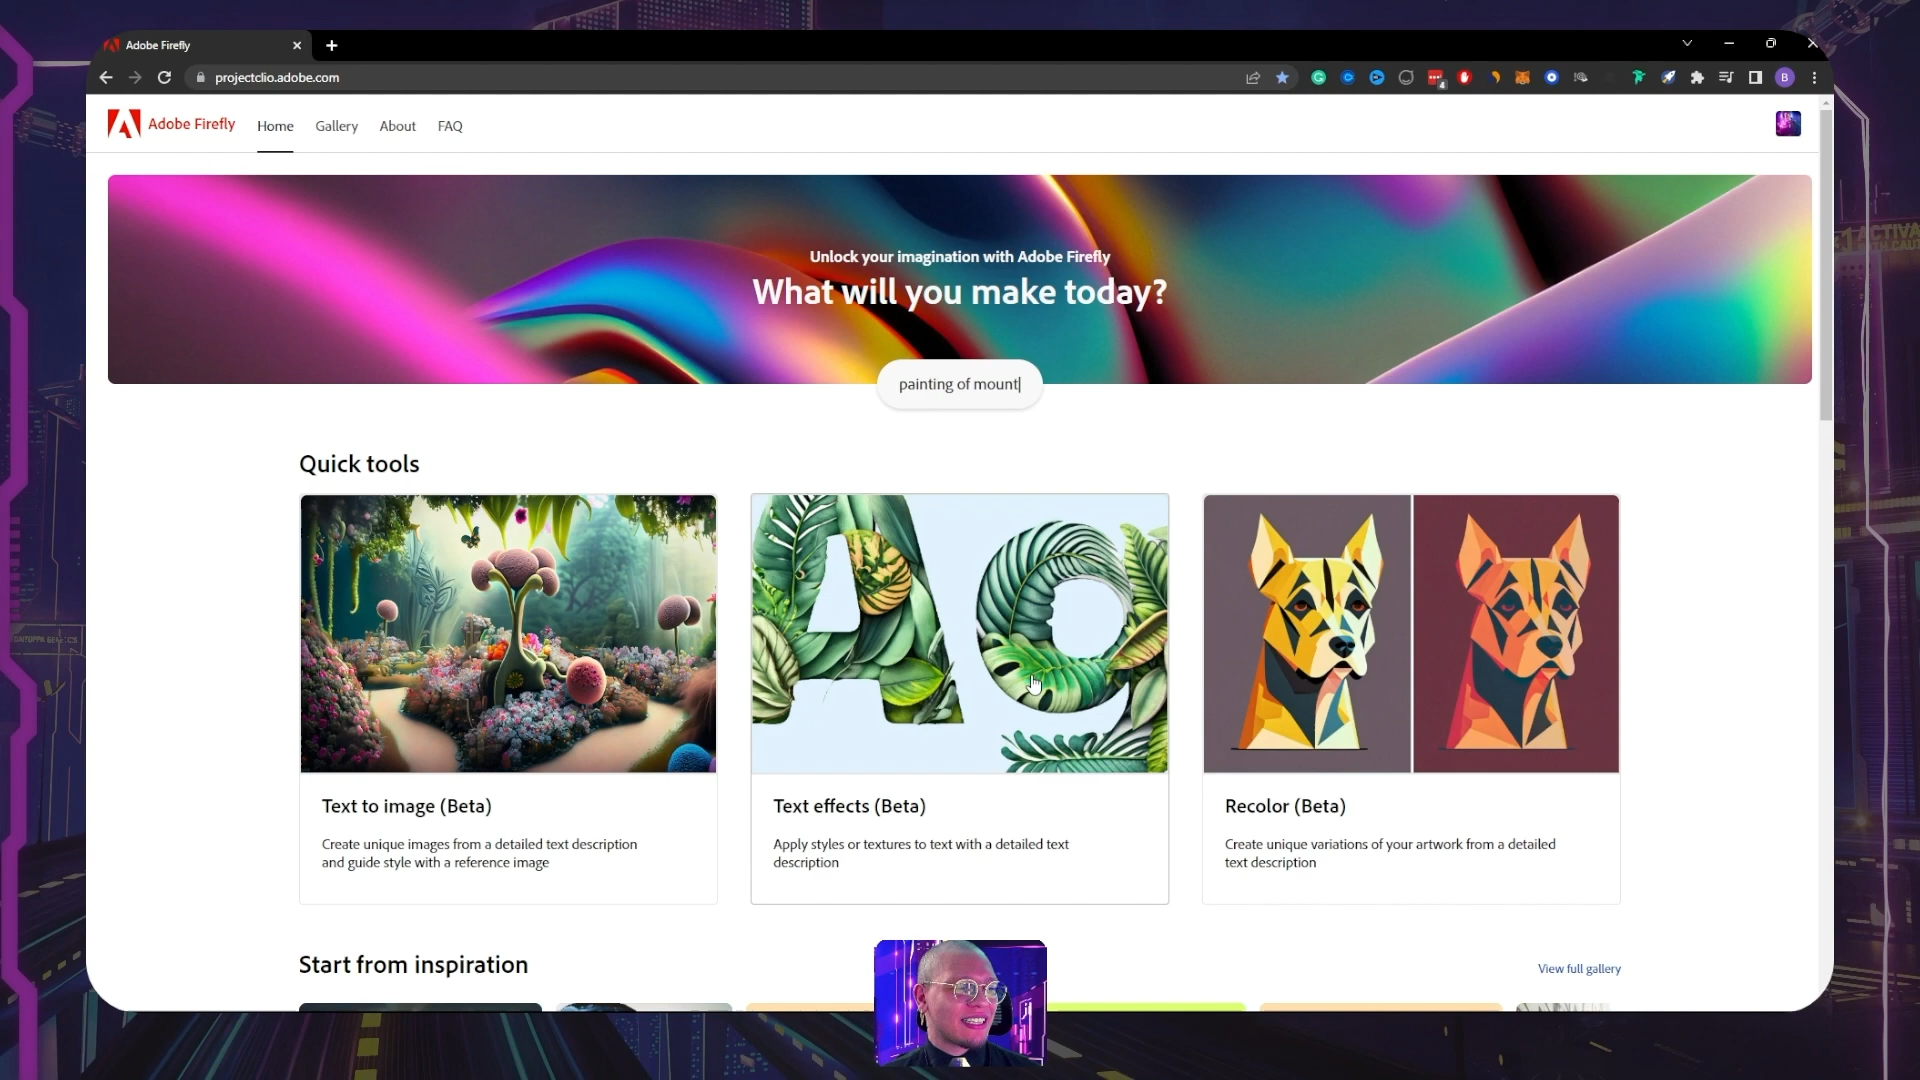 Adobe Firefly
projectclio.adobe.com
4
B
Adobe Firefly
Home
Gallery
About
FAQ
Unlock your imagination with Adobe Firefly
What will you make today?
painting of mount
Quick tools
Text to image (Beta)
Create unique images from a detailed text description
and guide style with a reference image
Text effects (Beta)
Apply styles or textures to text with a detailed text
description
Recolor (Beta)
Create unique variations of your artwork from a detailed
text description
Start from inspiration
View full gallery